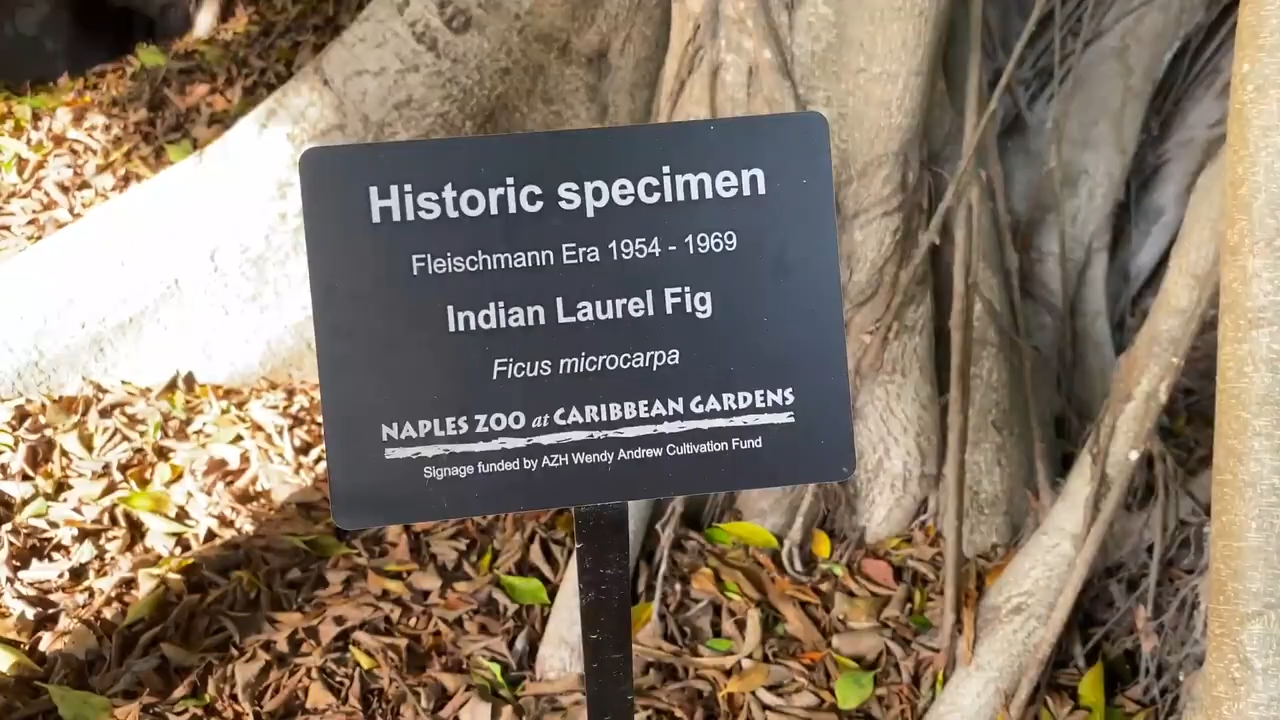 Historic specimen
Fleischmann Era 1954 - 1969
Indian Laurel Fig
Ficus microcarpa
NAPLES ZOO at CARIBBEAN GARDENS
Signage funded by AZH Wendy Andrew Cultivation Fund